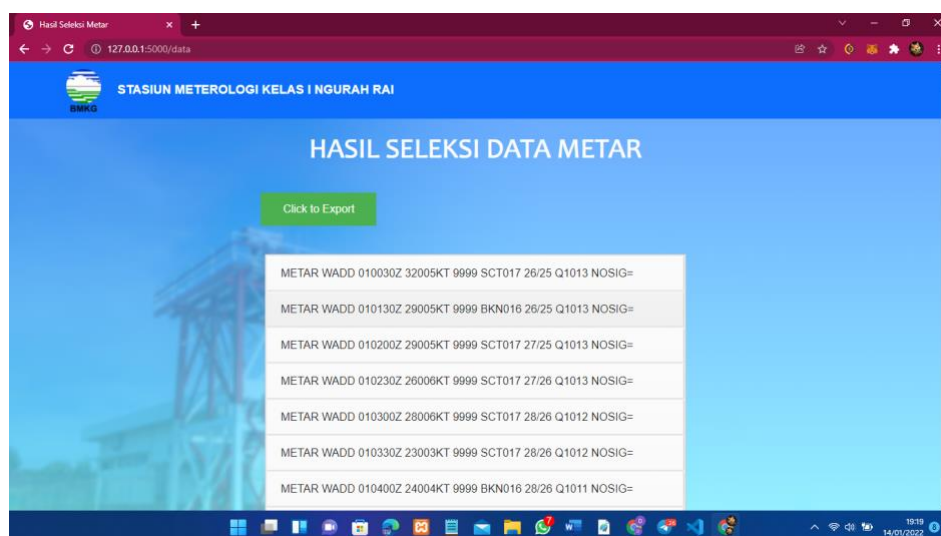 Hasil Seleksi Metar
127.0.0.1:5000/data
BMKG
STASIUN METEROLOGI KELAS I NGURAH RAI
HASIL SELEKSI DATA METAR
Click to Export
METAR WADD 010030Z 32005KT 9999 SCT017 26/25 Q1013 NOSIG=
METAR WADD 010130Z 29005KT 9999 BKN016 26/25 Q1013 NOSIG=
METAR WADD 010200Z 29005KT 9999 SCT017 27/25 Q1013 NOSIG=
METAR WADD 010230Z 26006KT 9999 SCT017 27/26 Q1013 NOSIG=
METAR WADD 010300Z 28006KT 9999 SCT017 28/26 Q1012 NOSIG=
METAR WADD 010330Z 23003KT 9999 SCT017 28/26 Q1012 NOSIG=
METAR WADD 010400Z 24004KT 9999 BKN016 28/26 Q1011 NOSIG=
19:19
14/01/2022